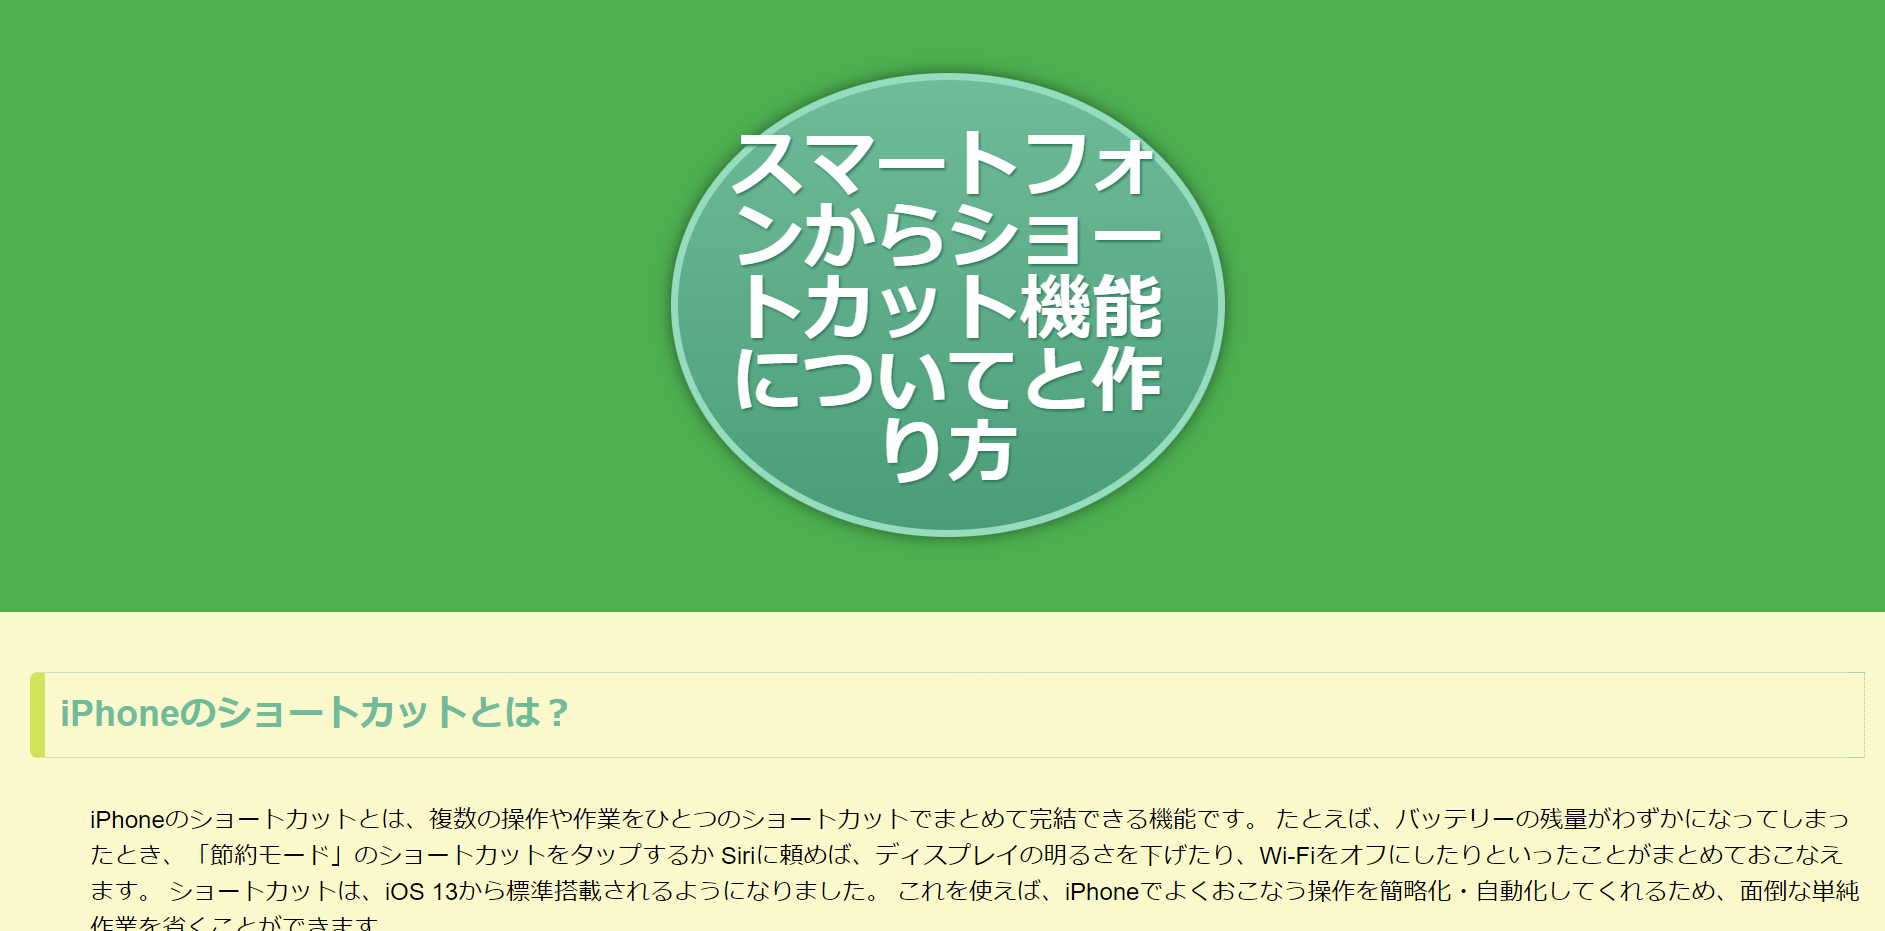 スマートフォ
ンからショー
トカット機能
についてと作
り方
iPhoneのショートカットとは？
iPhoneのショートカットとは、複数の操作や作業をひとつのショートカットでまとめて完結できる機能です。 たとえば、バッテリーの残量がわずかになってしまっ
たとき、「節約モード」のショートカットをタップするか Siriに頼めば、ディスプレイの明るさを下げたり、Wi-Fiをオフにしたりといったことがまとめておこなえ
ます。 ショートカットは、iOS 13から標準搭載されるようになりました。 これを使えば、iPhoneでよくおこなう操作を簡略化・自動化してくれるため、面倒な単純
作業を省くことができます